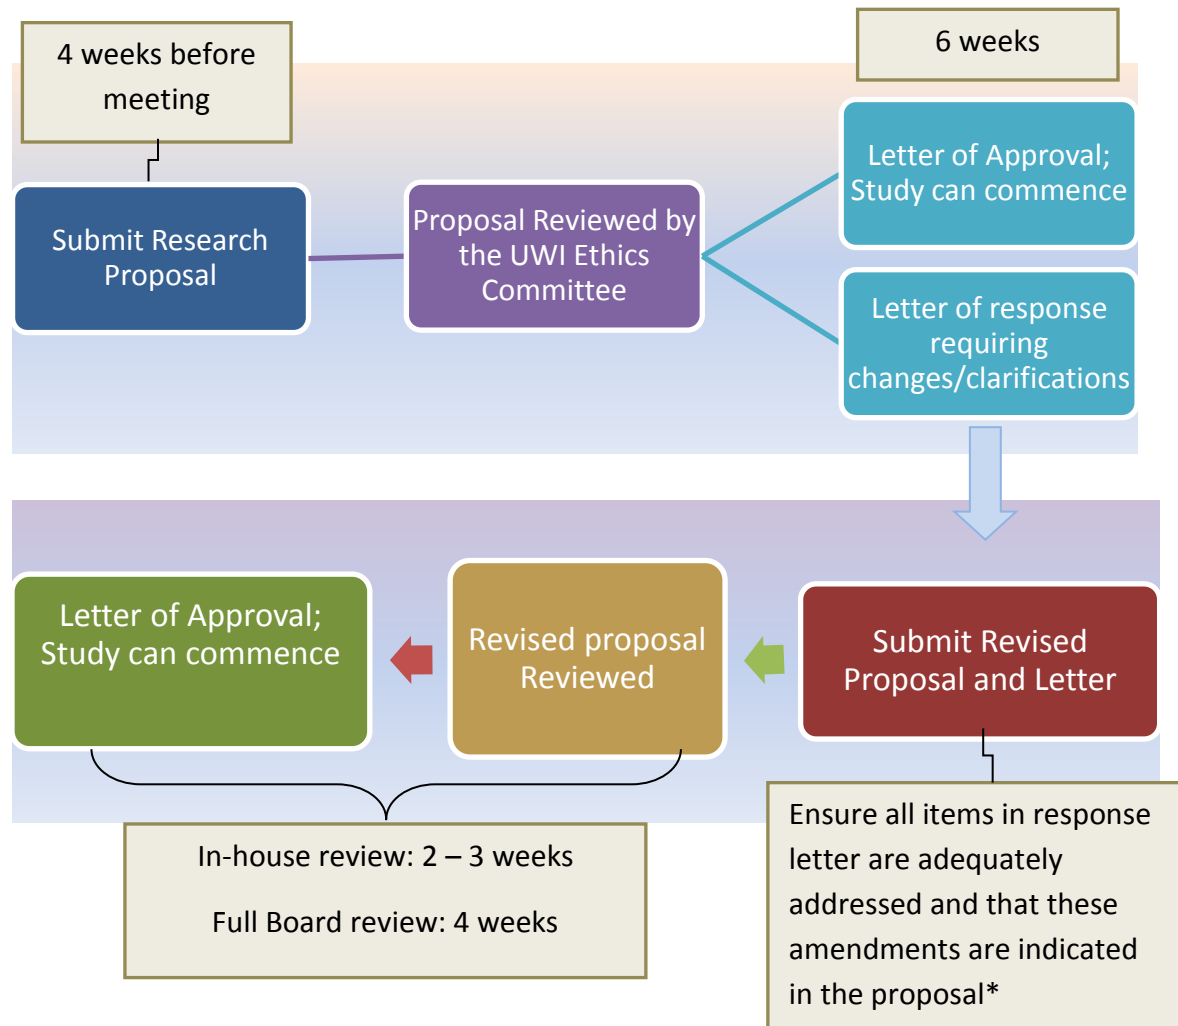 4 weeks before
meeting
6 weeks
Submit Research
Proposal
Proposal Reviewed by
the UWI Ethics
Committee
Letter of Approval;
Study can commence
Letter of response
requiring
changes/clarifications
Letter of Approval;
Study can commence
Revised proposal
Reviewed
Submit Revised
Proposal and Letter
In-house review: 2 – 3 weeks
Full Board review: 4 weeks
Ensure all items in response
letter are adequately
addressed and that these
amendments are indicated
in the proposal*